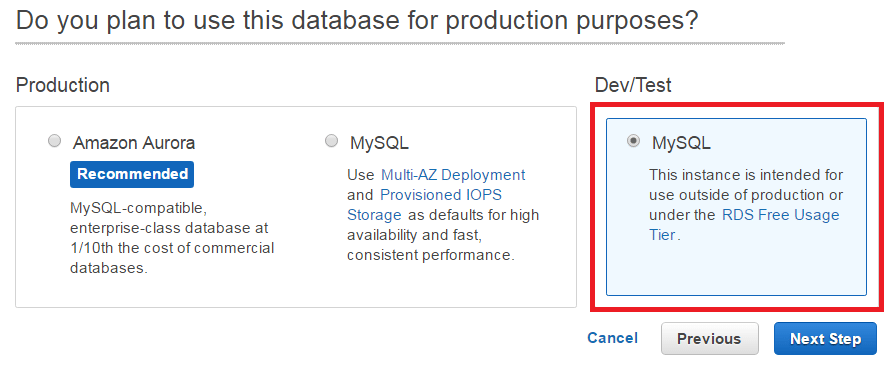 Do you plan to use this database for production purposes?
Production
Amazon Aurora
Recommended
MySQL-compatible,
enterprise-class database at
1/10th the cost of commercial
databases.
MySQL
Use Multi-AZ Deployment
and Provisioned IOPS
Storage as defaults for high
availability and fast,
consistent performance.
Dev/Test
MySQL
This instance is intended for
use outside of production or
under the RDS Free Usage
Tier.
Cancel
Previous
Next Step